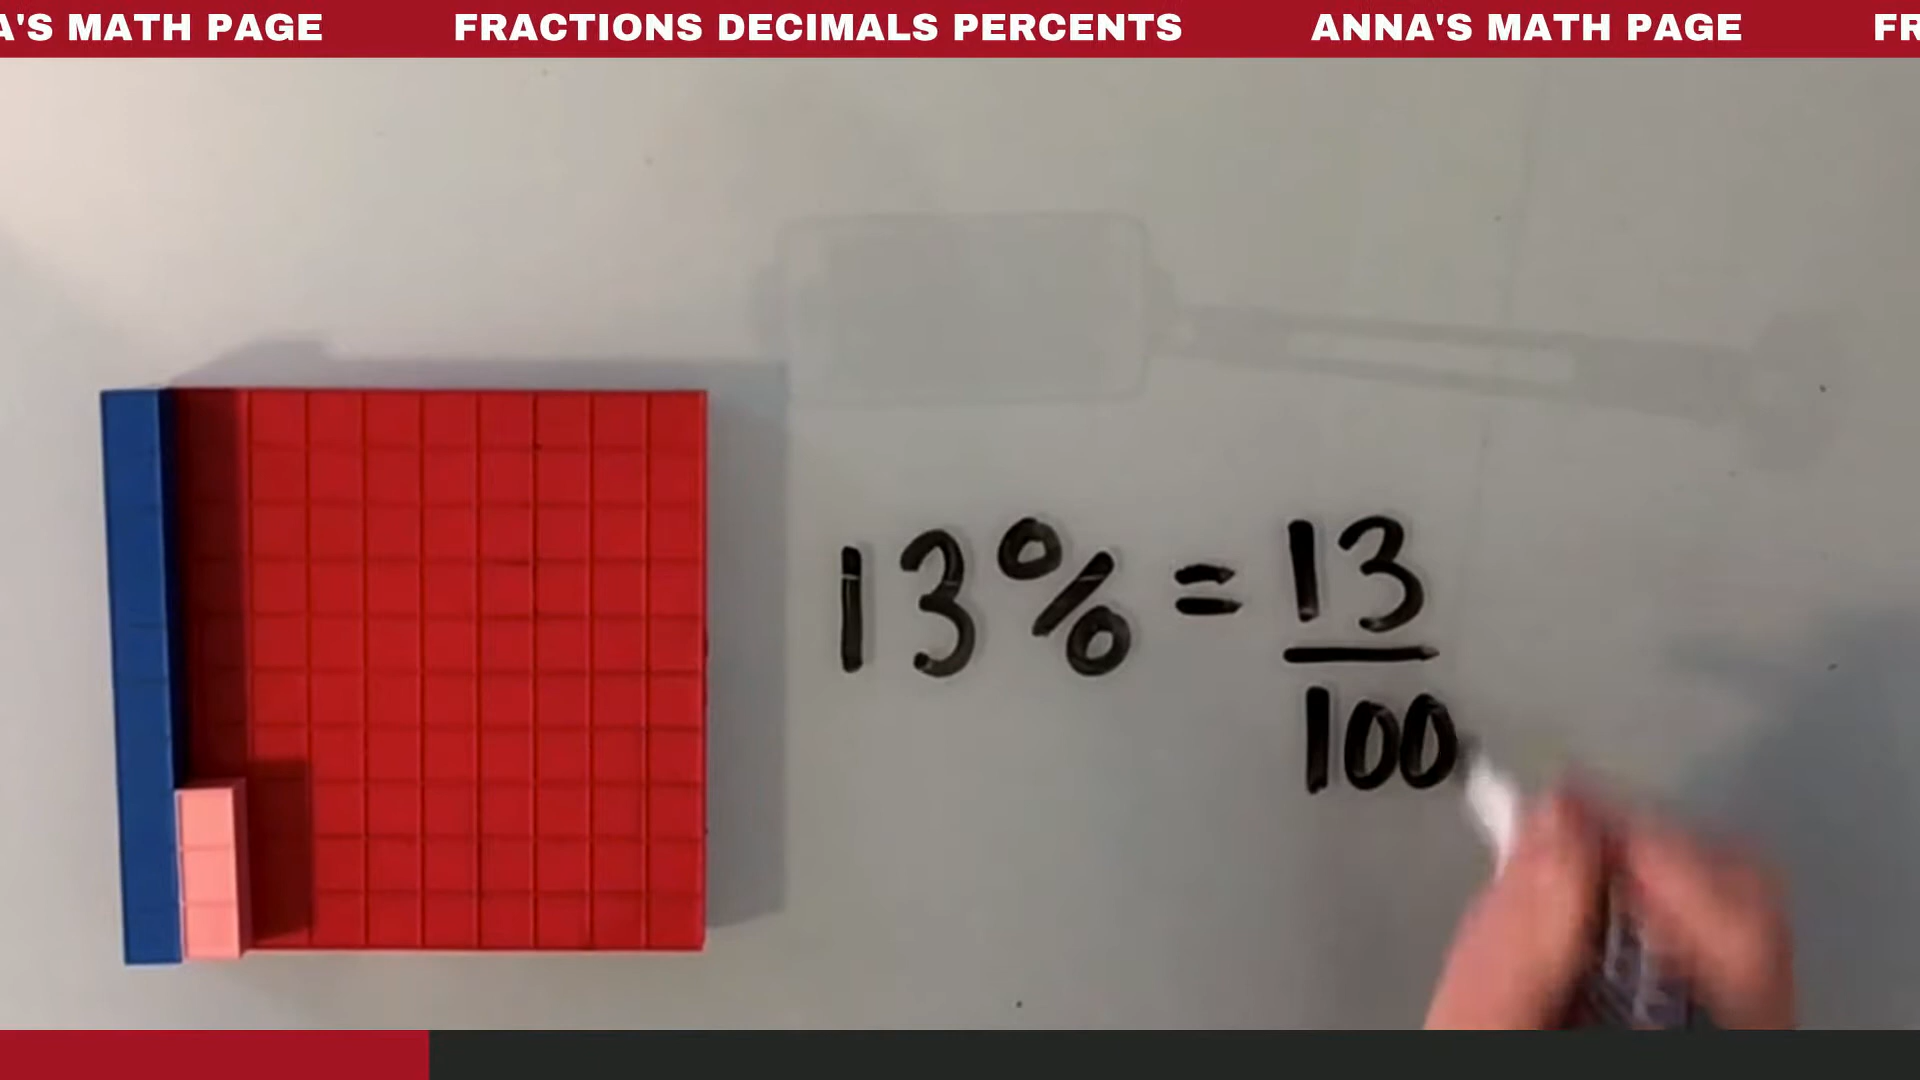 A'S MATH PAGE FRACTIONS DECIMALS PERCENTS ANNA'S MATH PAGE FR
13% = 13
100